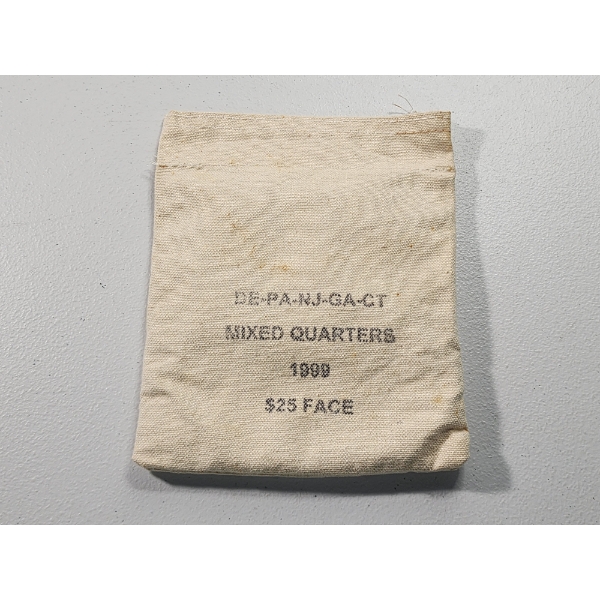 DE-PA-NJ-GA-CT
MIXED QUARTERS
1999
$25 FACE